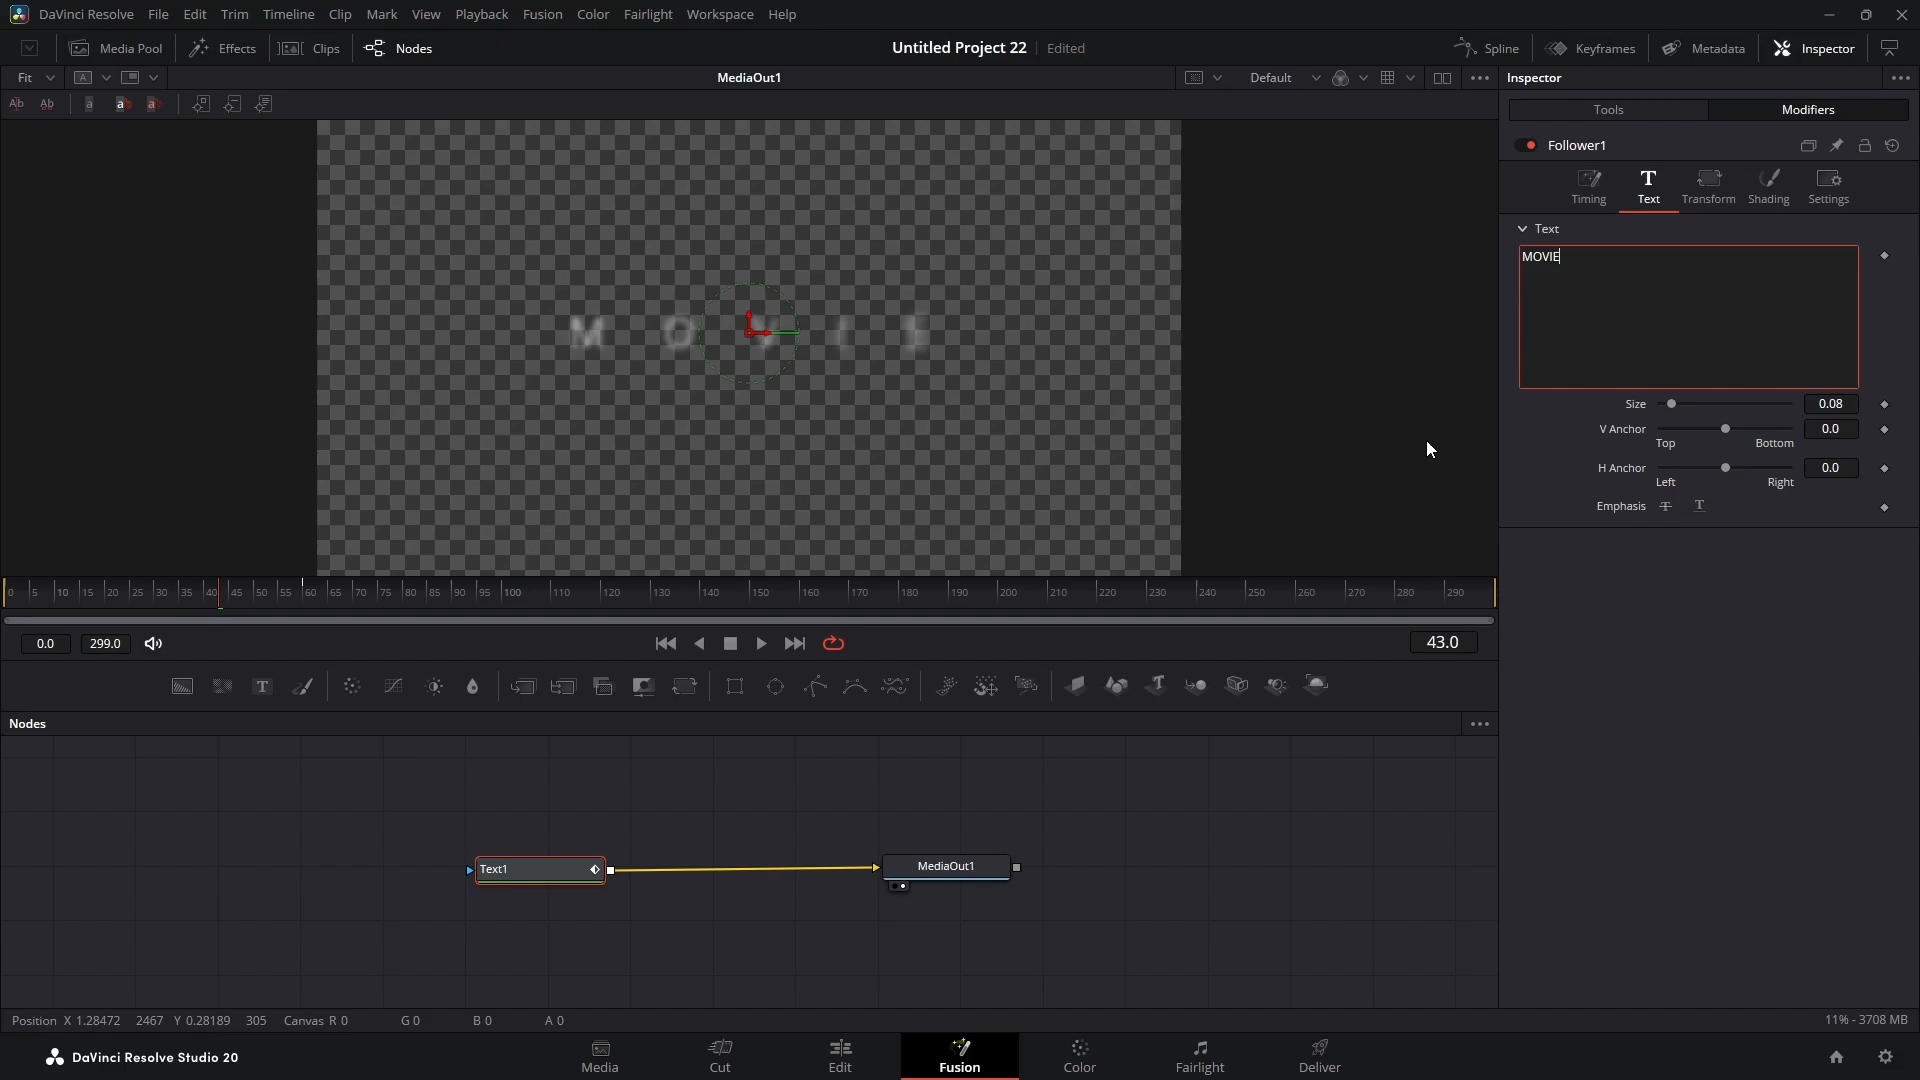 DaVinci Resolve File Edit Trim Timeline Clip Mark View Playback Fusion Color Fairlight Workspace Help
Media Pool Effects Clips Nodes Untitled Project 22 Edited Spline Keyframes Metadata Inspector
Fit A MediaOut1 Default Inspector
Tools Modifiers
Follower1
Timing Text Transform Shading Settings
Text
MOVIE
M O V I E
Size 0.08
V Anchor 0.0
Top Bottom
H Anchor 0.0
Left Right
Emphasis T T
0 5 10 15 20 25 30 35 40 45 50 55 60 65 70 75 80 85 90 95 100 110 120 130 140 150 160 170 180 190 200 210 220 230 240 250 260 270 280 290
0.0 299.0 43.0
Nodes
Text1 MediaOut1
Position X 1.28472 2467 Y 0.28189 305 Canvas R 0 G 0 B 0 A 0 11% - 3708 MB
DaVinci Resolve Studio 20 Media Cut Edit Fusion Color Fairlight Deliver